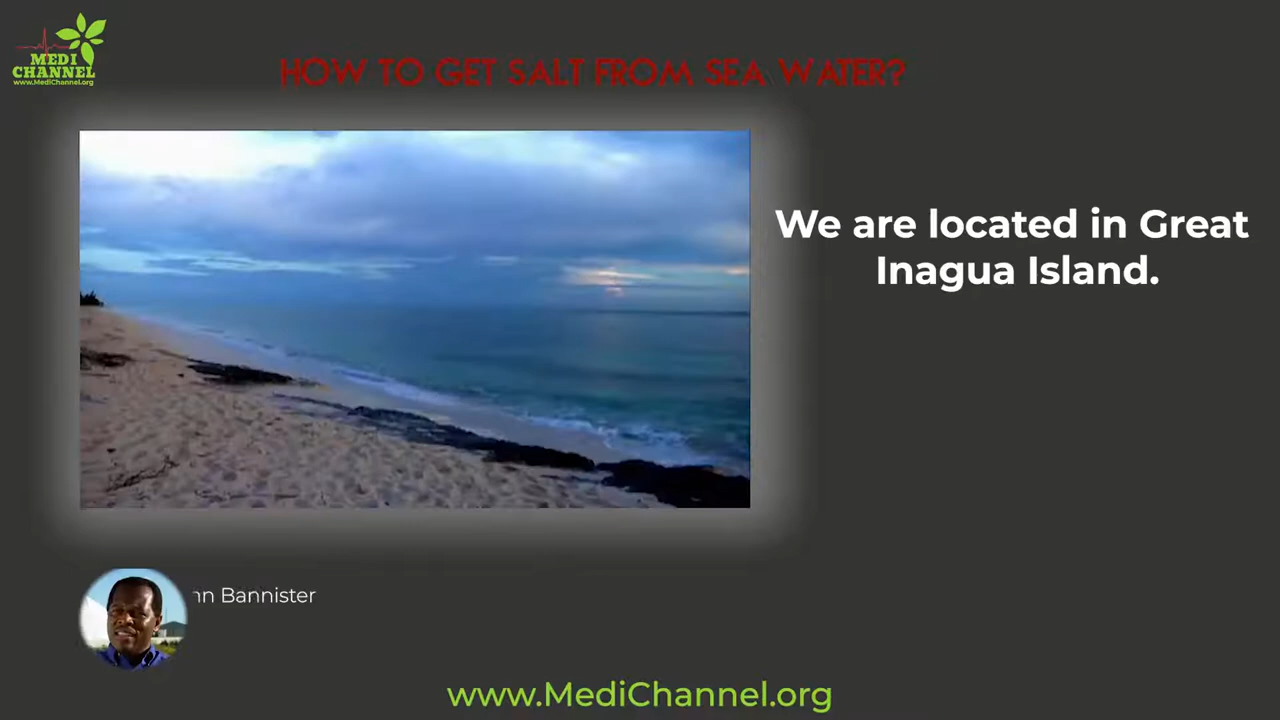 MEDI
CHANNEL
www.MediChannel.org
HOW TO GET SALT FROM SEA WATER?
We are located in Great
Inagua Island.
Bannister
www.MediChannel.org